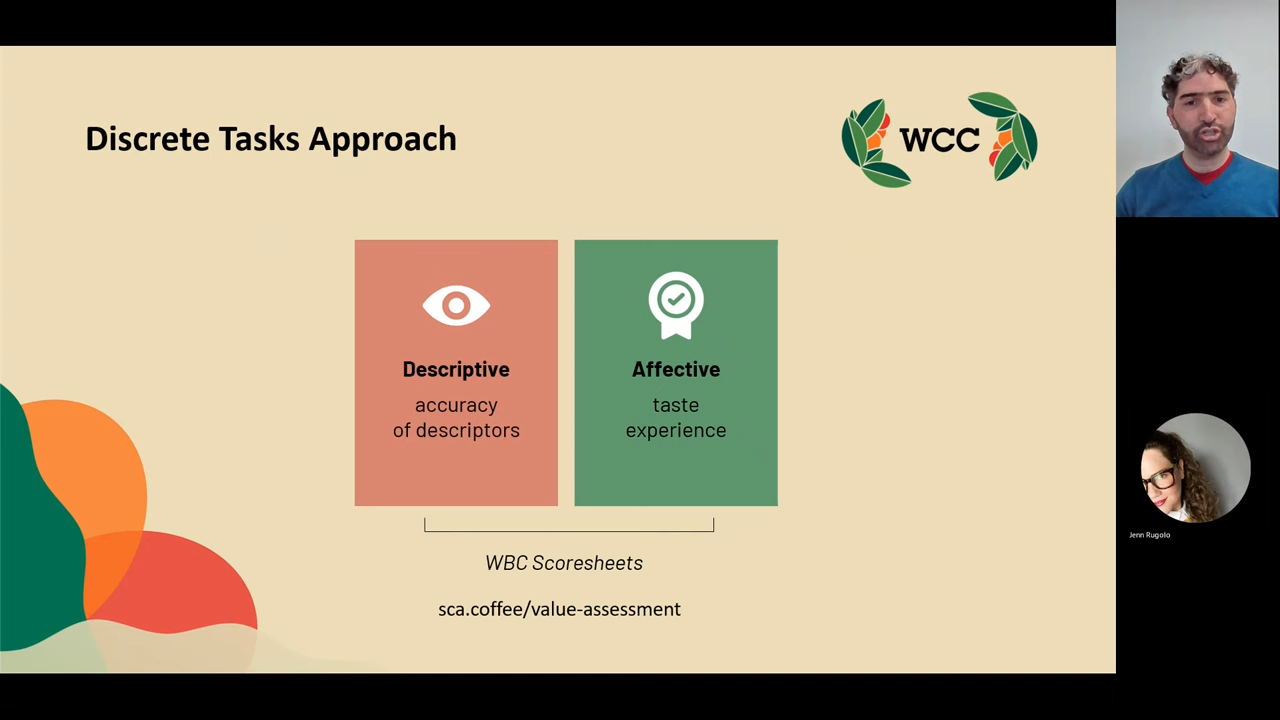 Discrete Tasks Approach
WCC
Descriptive
accuracy
of descriptors
Affective
taste
experience
WBC Scoresheets
sca.coffee/value-assessment
Jenn Rugolo